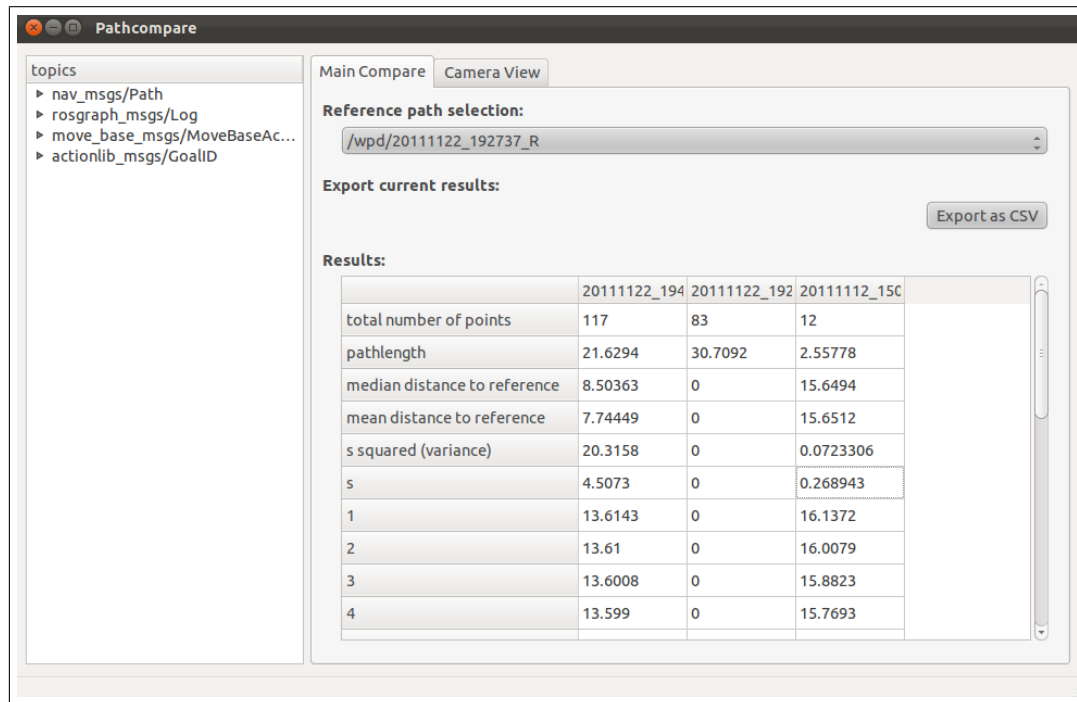 Pathcompare
topics
nav_msgs/Path
rosgraph_msgs/Log
move_base_msgs/MoveBaseAc...
actionlib_msgs/GoalID
Main Compare Camera View
Reference path selection:
/wpd/20111122_192737_R
Export current results:
Export as CSV
Results:
20111122_194 20111122_192 20111112_150
total number of points 117 83 12
pathlength 21.6294 30.7092 2.55778
median distance to reference 8.50363 0 15.6494
mean distance to reference 7.74449 0 15.6512
s squared (variance) 20.3158 0 0.0723306
s 4.5073 0 0.268943
1 13.6143 0 16.1372
2 13.61 0 16.0079
3 13.6008 0 15.8823
4 13.599 0 15.7693